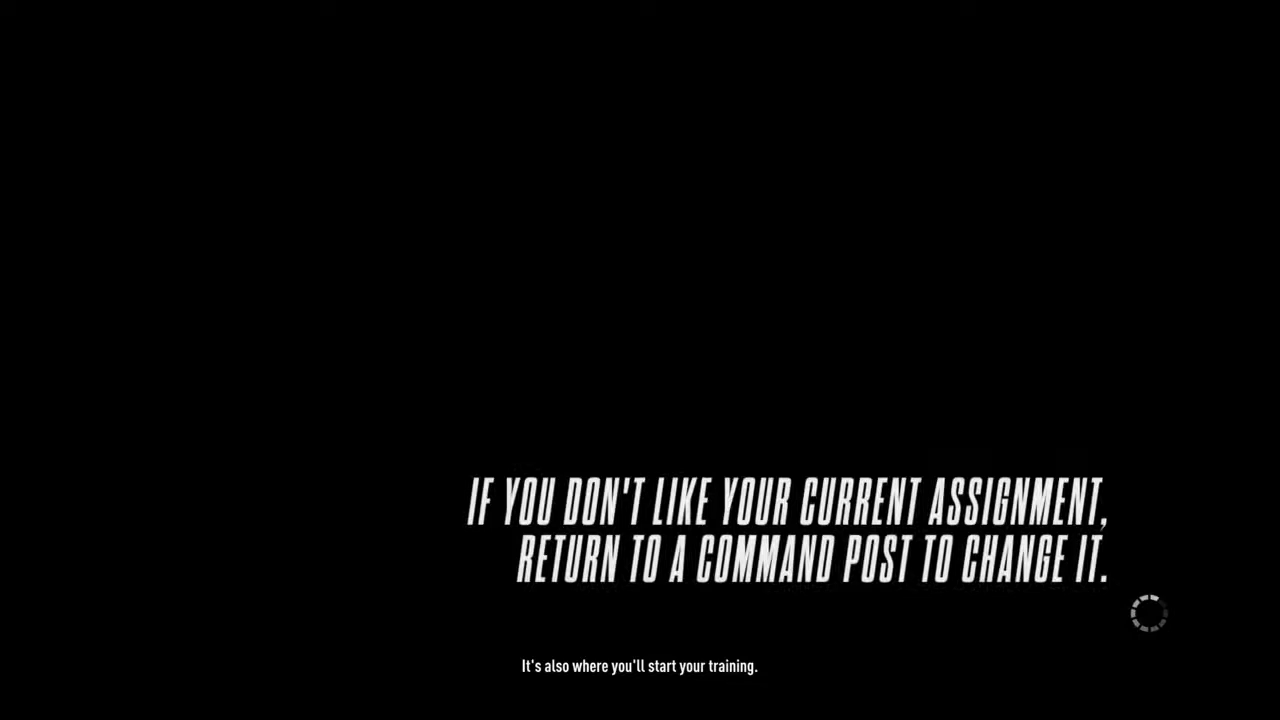 IF YOU DON'T LIKE YOUR CURRENT ASSIGNMENT,
RETURN TO A COMMAND POST TO CHANGE IT.
It's also where you'll start your training.